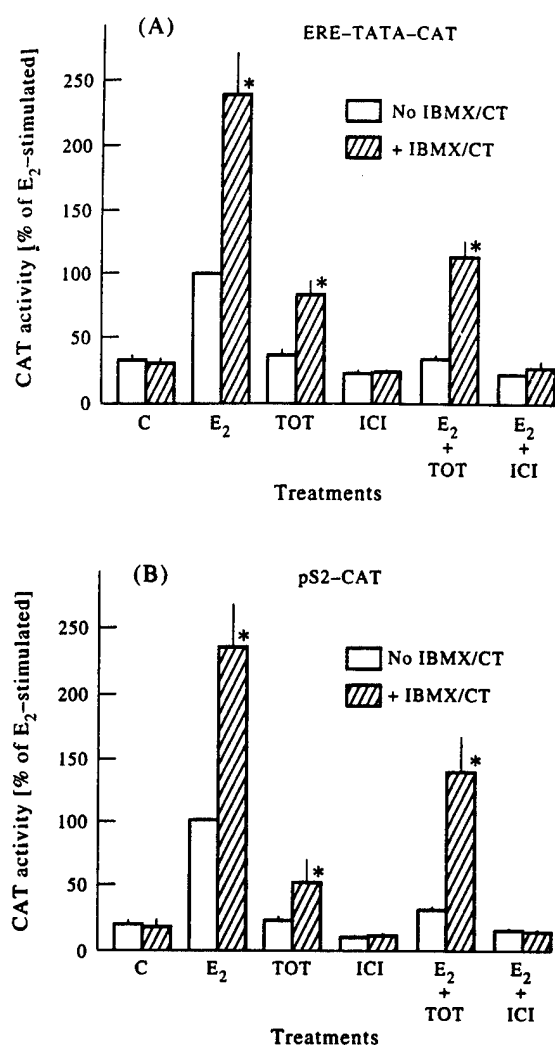 (A)
ERE–TATA–CAT
CAT activity [% of E₂–stimulated]
250
200
150
100
50
0
No IBMX/CT
+ IBMX/CT
*
*
*
C
E₂
TOT
ICI
E₂
+
TOT
E₂
+
ICI
Treatments
(B)
pS2–CAT
CAT activity [% of E₂–stimulated]
250
200
150
100
50
0
No IBMX/CT
+ IBMX/CT
*
*
*
C
E₂
TOT
ICI
E₂
+
TOT
E₂
+
ICI
Treatments